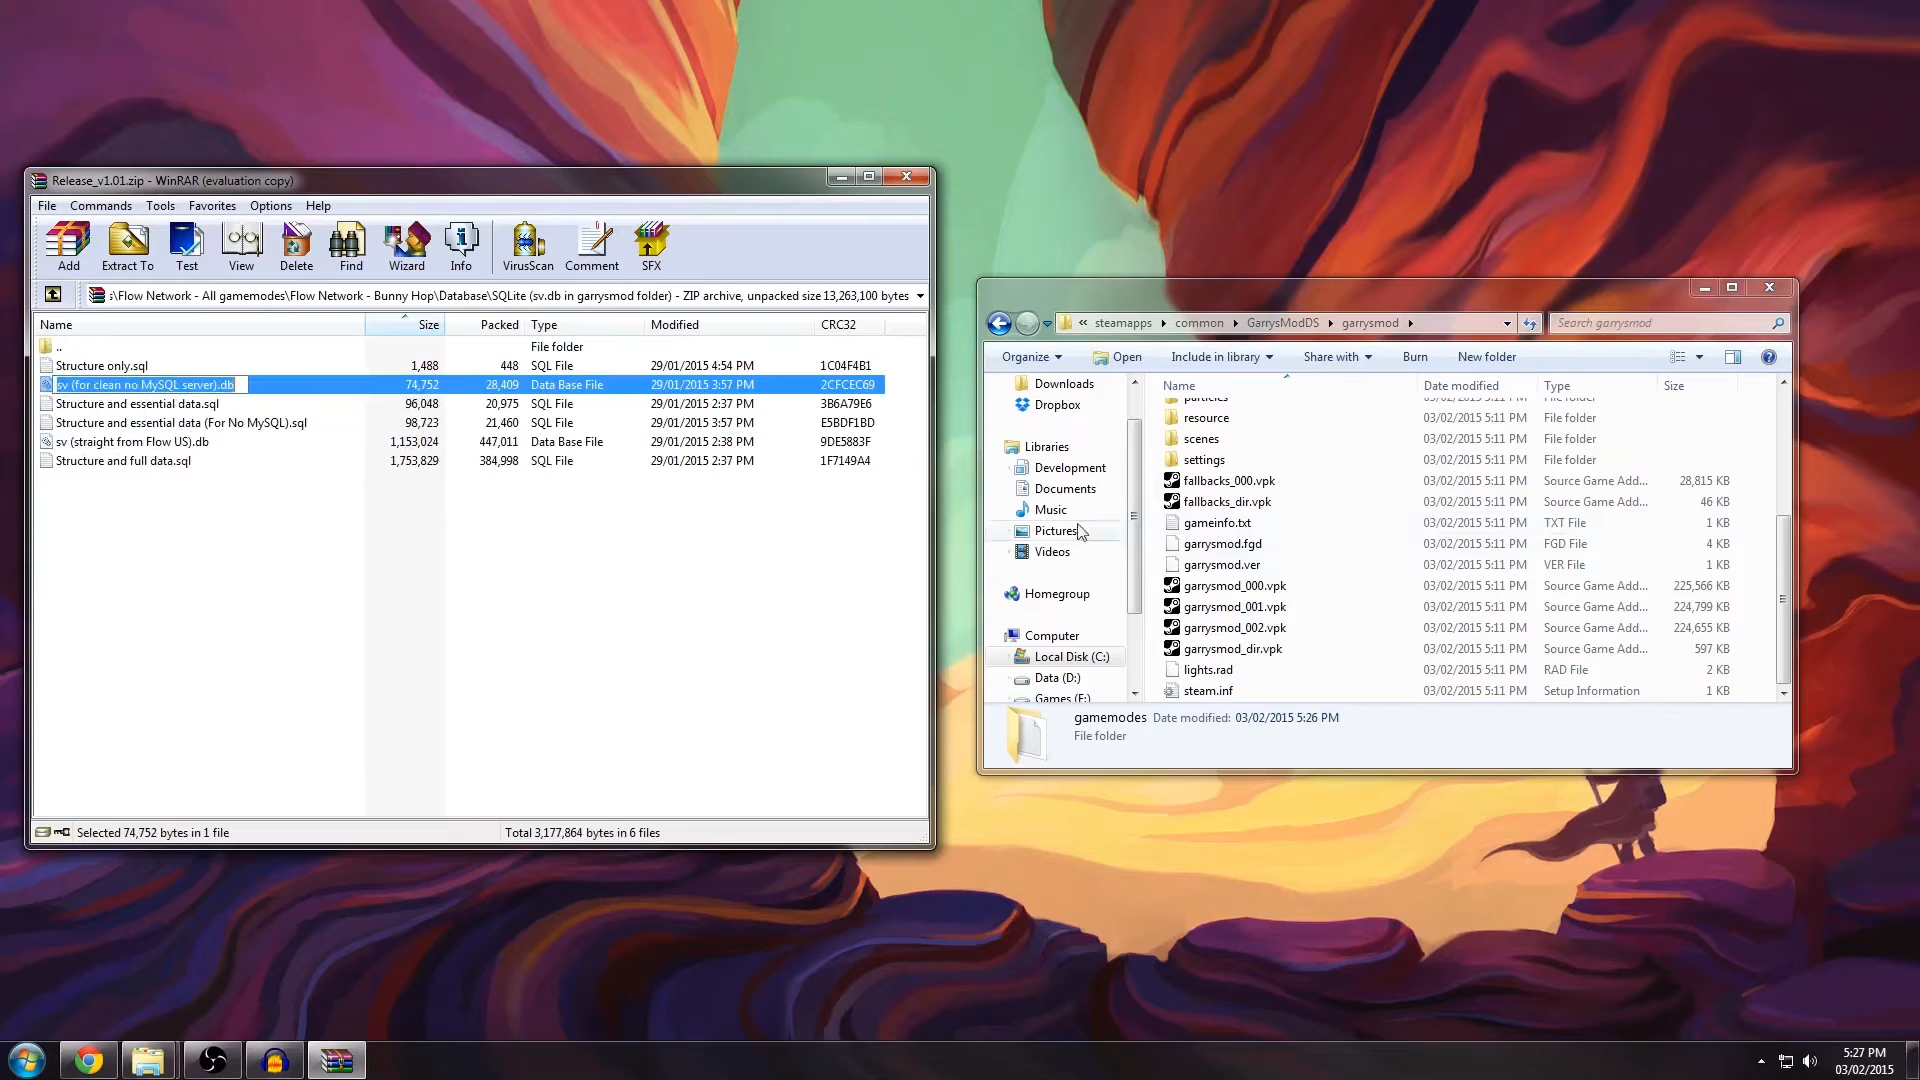 Release_v1.01.zip - WinRAR (evaluation copy)
File Commands Tools Favorites Options Help
Add Extract To Test View Delete Find Wizard Info VirusScan Comment SFX
:\Flow Network - All gamemodes\Flow Network - Bunny Hop\Database\SQLite (sv.db in garrysmod folder) - ZIP archive, unpacked size 13,263,100 bytes
Name Size Packed Type Modified CRC32
.. File folder
Structure only.sql 1,488 448 SQL File 29/01/2015 4:54 PM 1C04F4B1
sv (for clean no MySQL server).db 74,752 28,409 Data Base File 29/01/2015 3:57 PM 2CFCEC69
Structure and essential data.sql 96,048 20,975 SQL File 29/01/2015 2:37 PM 3B6A79E6
Structure and essential data (For No MySQL).sql 98,723 21,460 SQL File 29/01/2015 3:57 PM E5BDF1BD
sv (straight from Flow US).db 1,153,024 447,011 Data Base File 29/01/2015 2:38 PM 9DE5883F
Structure and full data.sql 1,753,829 384,998 SQL File 29/01/2015 2:37 PM 1F7149A4
Selected 74,752 bytes in 1 file Total 3,177,864 bytes in 6 files
« steamapps common GarrysModDS garrysmod Search garrysmod
Organize Open Include in library Share with Burn New folder
Downloads
Dropbox
Libraries
Development
Documents
Music
Pictures
Videos
Homegroup
Computer
Local Disk (C:)
Data (D:)
Games (E:)
Name Date modified Type Size
particles 03/02/2015 5:11 PM File folder
resource 03/02/2015 5:11 PM File folder
scenes 03/02/2015 5:11 PM File folder
settings 03/02/2015 5:11 PM File folder
fallbacks_000.vpk 03/02/2015 5:11 PM Source Game Add... 28,815 KB
fallbacks_dir.vpk 03/02/2015 5:11 PM Source Game Add... 46 KB
gameinfo.txt 03/02/2015 5:11 PM TXT File 1 KB
garrysmod.fgd 03/02/2015 5:11 PM FGD File 4 KB
garrysmod.ver 03/02/2015 5:11 PM VER File 1 KB
garrysmod_000.vpk 03/02/2015 5:11 PM Source Game Add... 225,566 KB
garrysmod_001.vpk 03/02/2015 5:11 PM Source Game Add... 224,799 KB
garrysmod_002.vpk 03/02/2015 5:11 PM Source Game Add... 224,655 KB
garrysmod_dir.vpk 03/02/2015 5:11 PM Source Game Add... 597 KB
lights.rad 03/02/2015 5:11 PM RAD File 2 KB
steam.inf 03/02/2015 5:11 PM Setup Information 1 KB
gamemodes Date modified: 03/02/2015 5:26 PM
File folder
5:27 PM
03/02/2015